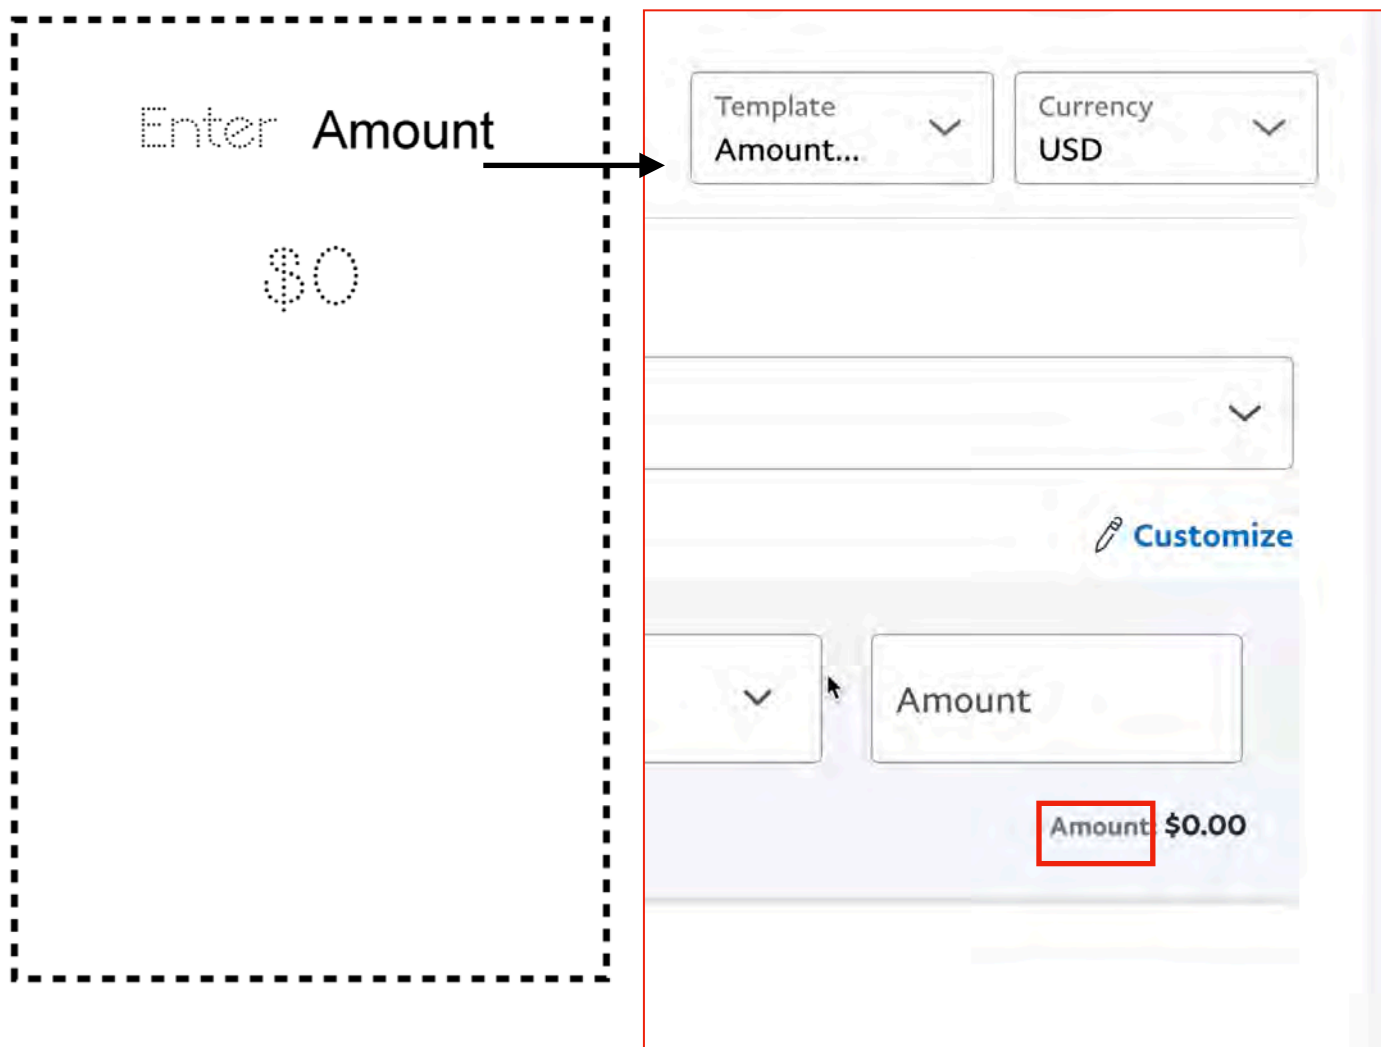 Enter Amount
$0
Template
Amount...
Currency
USD
Customize
Amount
Amount: $0.00